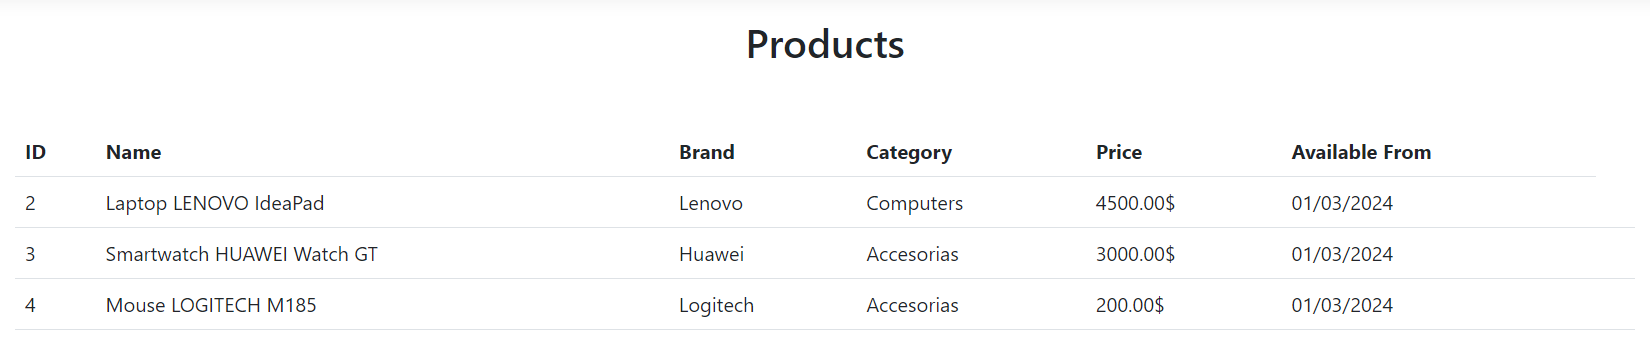 Products
ID Name Brand Category Price Available From
2 Laptop LENOVO IdeaPad Lenovo Computers 4500.00$ 01/03/2024
3 Smartwatch HUAWEI Watch GT Huawei Accesorias 3000.00$ 01/03/2024
4 Mouse LOGITECH M185 Logitech Accesorias 200.00$ 01/03/2024